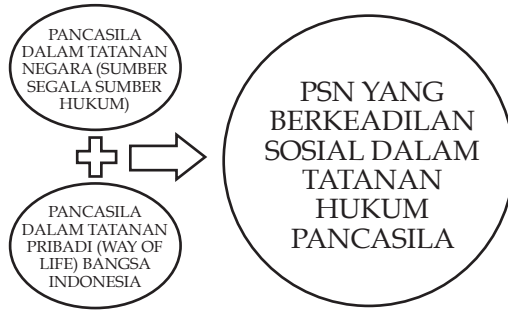 PANCASILA
DALAM TATANAN
NEGARA (SUMBER
SEGALA SUMBER
HUKUM)
PANCASILA
DALAM TATANAN
PRIBADI (WAY OF
LIFE) BANGSA
INDONESIA
PSN YANG
BERKEADILAN
SOSIAL DALAM
TATANAN
HUKUM
PANCASILA